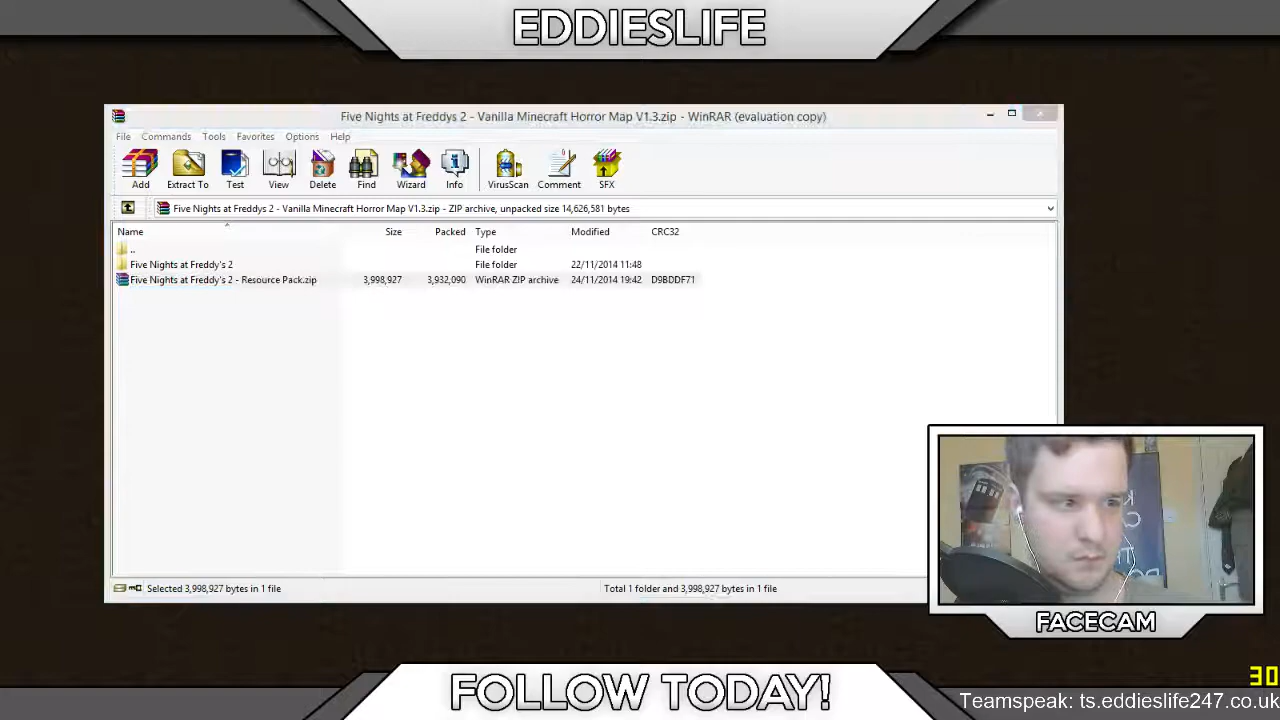 EDDIESLIFE
Five Nights at Freddys 2 - Vanilla Minecraft Horror Map V1.3.zip - WinRAR (evaluation copy)
File Commands Tools Favorites Options Help
Add Extract To Test View Delete Find Wizard Info VirusScan Comment SFX
Five Nights at Freddys 2 - Vanilla Minecraft Horror Map V1.3.zip - ZIP archive, unpacked size 14,626,581 bytes
Name Size Packed Type Modified CRC32
.. File folder
Five Nights at Freddy's 2 File folder 22/11/2014 11:48
Five Nights at Freddy's 2 - Resource Pack.zip 3,998,927 3,932,090 WinRAR ZIP archive 24/11/2014 19:42 D9BDDF71
Selected 3,998,927 bytes in 1 file Total 1 folder and 3,998,927 bytes in 1 file
FACECAM
FOLLOW TODAY!
30
Teamspeak: ts.eddieslife247.co.uk